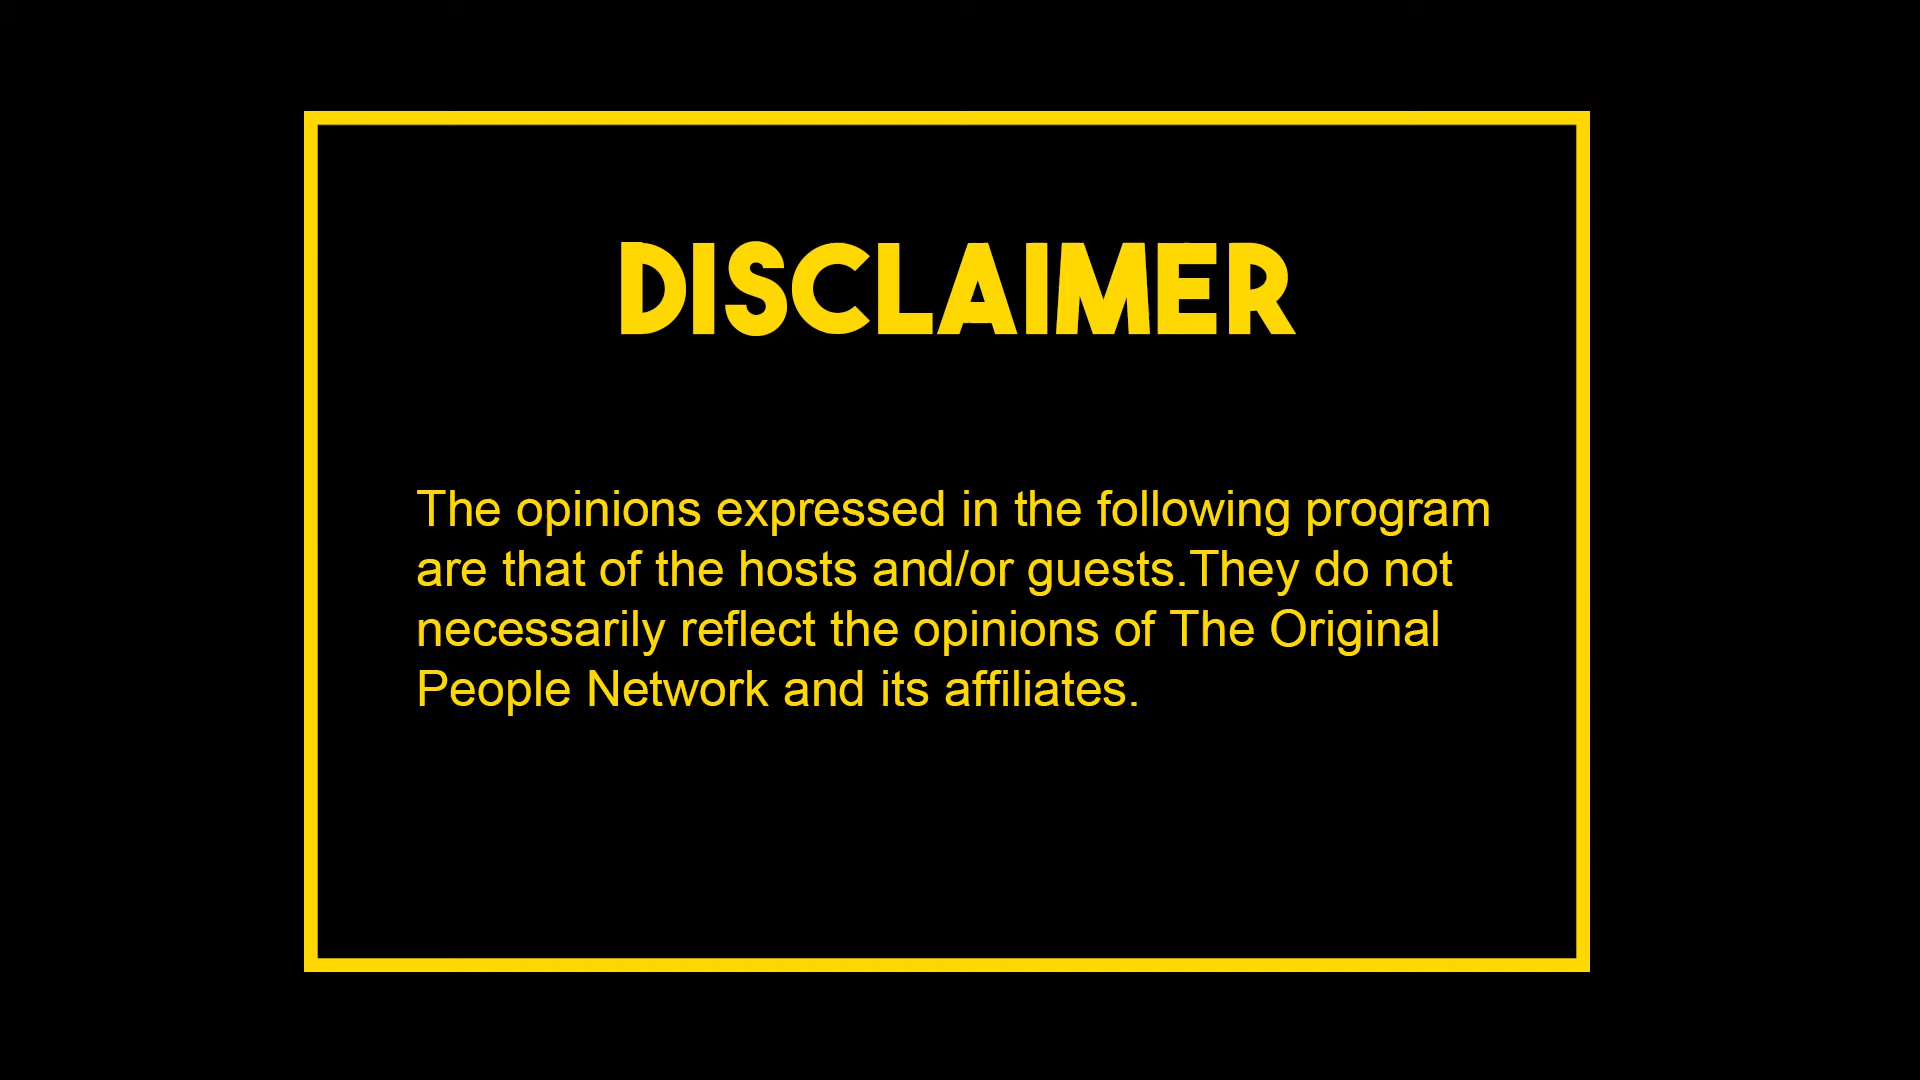 DISCLAIMER
The opinions expressed in the following program
are that of the hosts and/or guests.They do not
necessarily reflect the opinions of The Original
People Network and its affiliates.